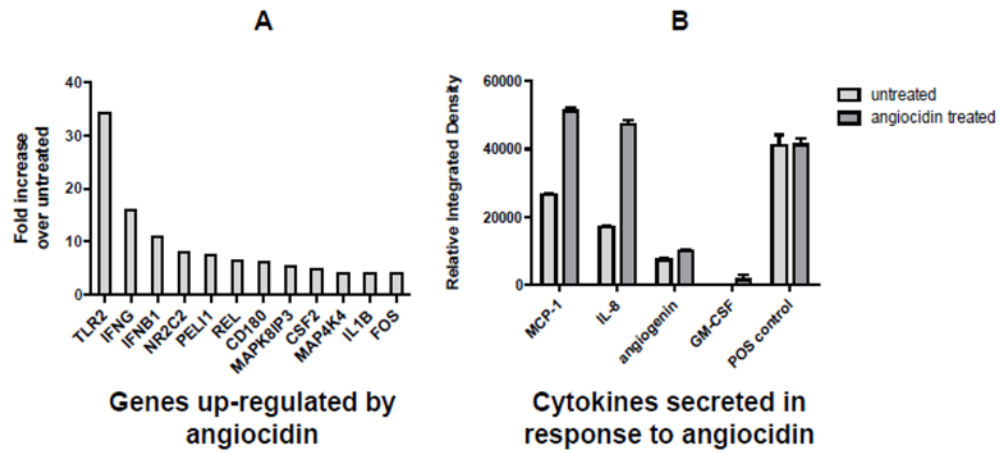 A
B
40
30
20
10
0
Fold increase
over untreated
TLR2
IFNG
IFNB1
NR2C2
PELI1
REL
CD180
MAPK8IP3
CSF2
MAP4K4
IL1B
FOS
Genes up-regulated by
angiocidin
60000
40000
20000
0
Relative Integrated Density
MCP-1
IL-8
angiogenin
GM-CSF
POS control
untreated
angiocidin treated
Cytokines secreted in
response to angiocidin